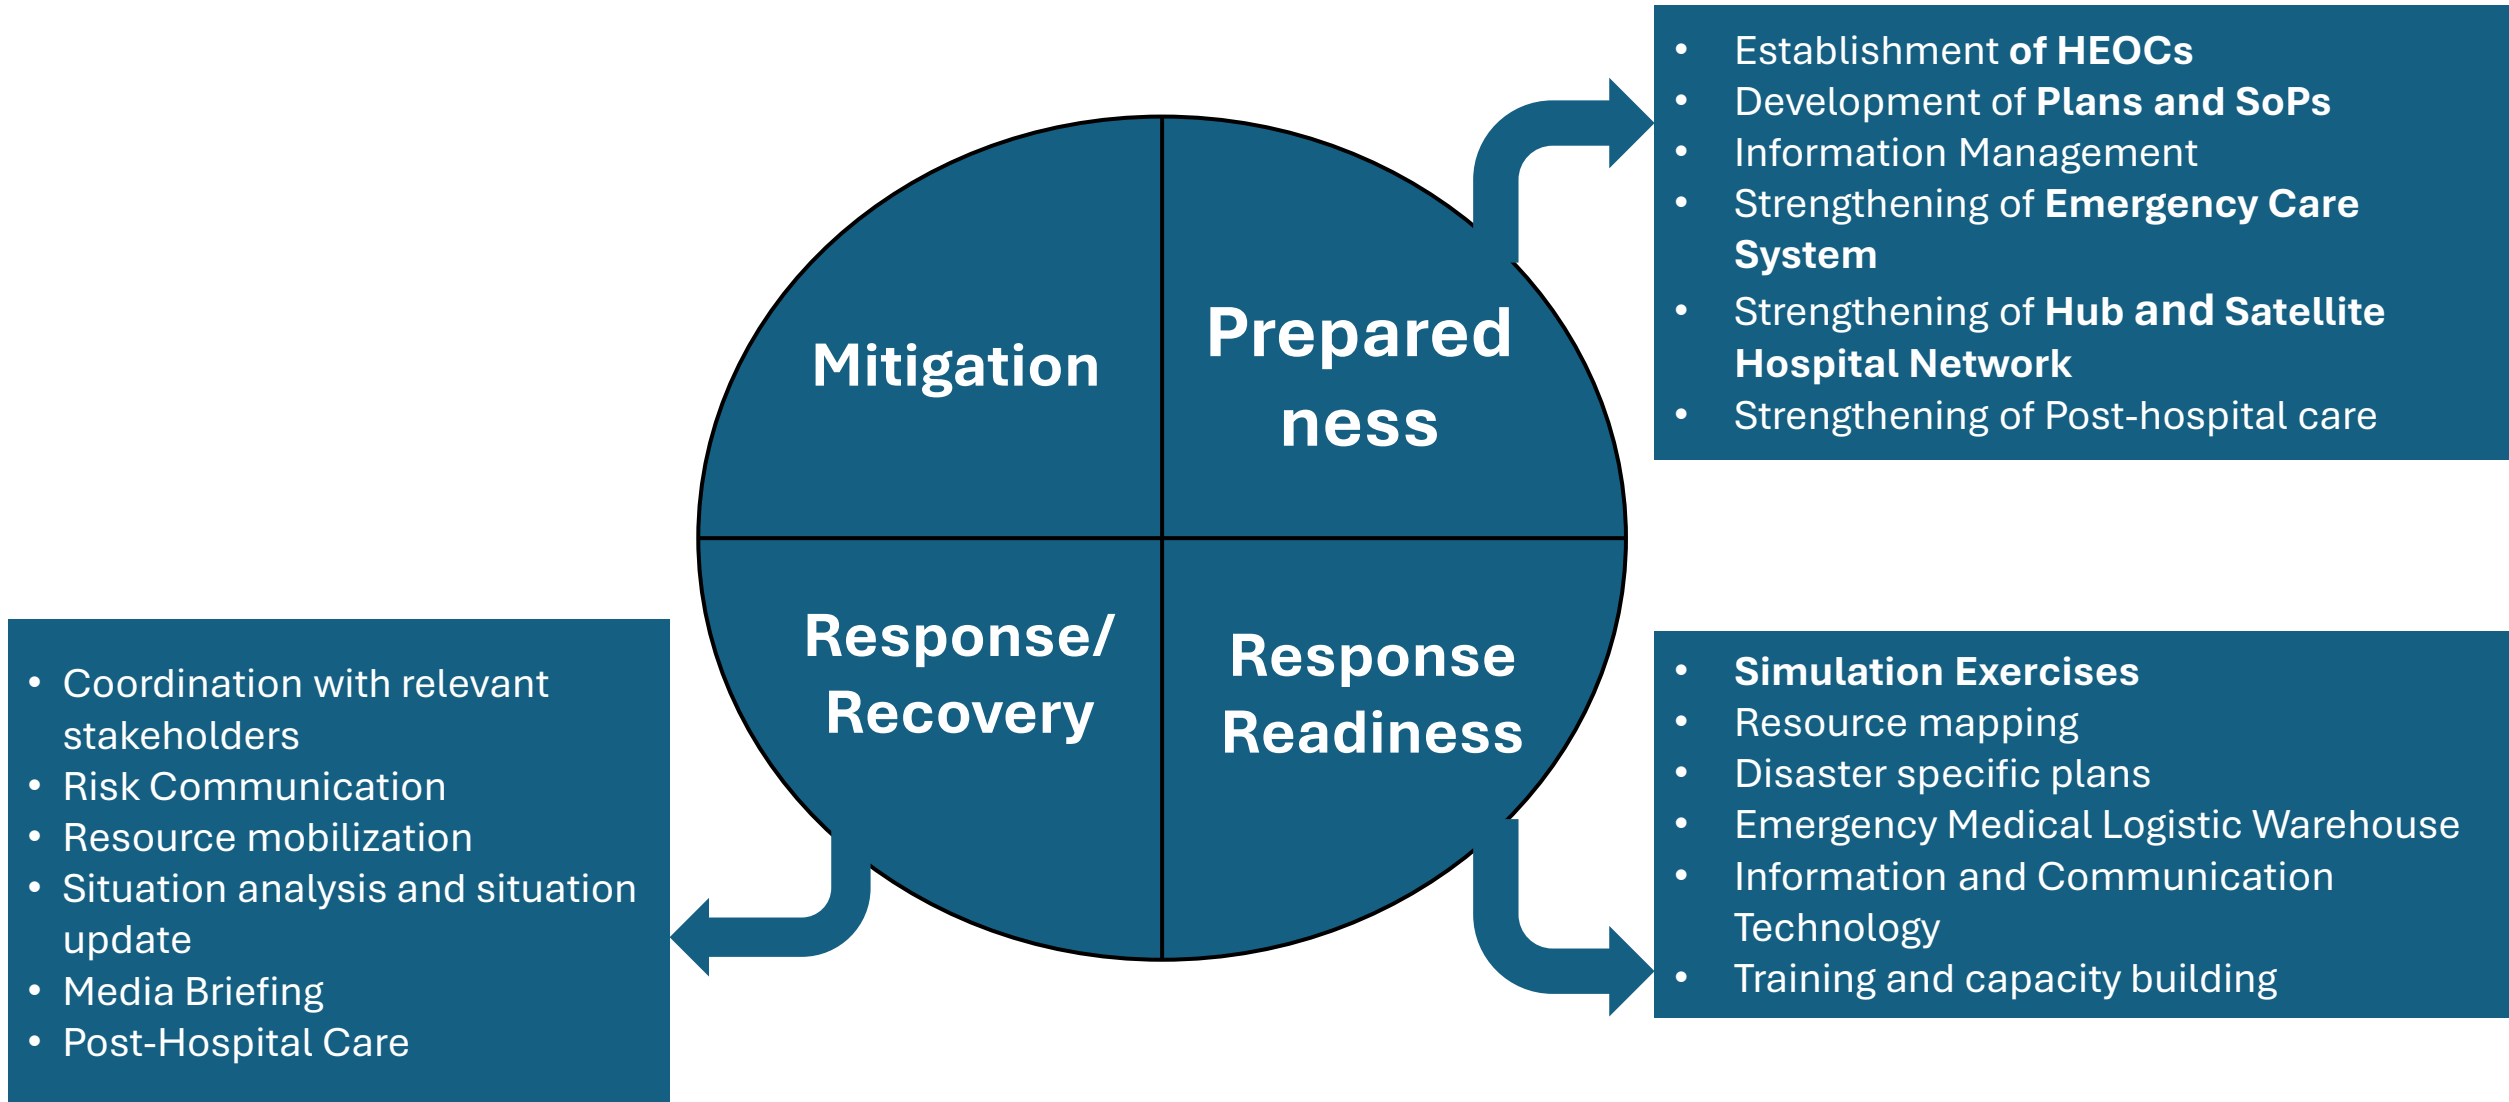 Mitigation
Prepared
ness
Response/
Recovery
Response
Readiness
• Establishment of HEOCs
• Development of Plans and SoPs
• Information Management
• Strengthening of Emergency Care
System
• Strengthening of Hub and Satellite
Hospital Network
• Strengthening of Post-hospital care
• Simulation Exercises
• Resource mapping
• Disaster specific plans
• Emergency Medical Logistic Warehouse
• Information and Communication
Technology
• Training and capacity building
• Coordination with relevant
stakeholders
• Risk Communication
• Resource mobilization
• Situation analysis and situation
update
• Media Briefing
• Post-Hospital Care